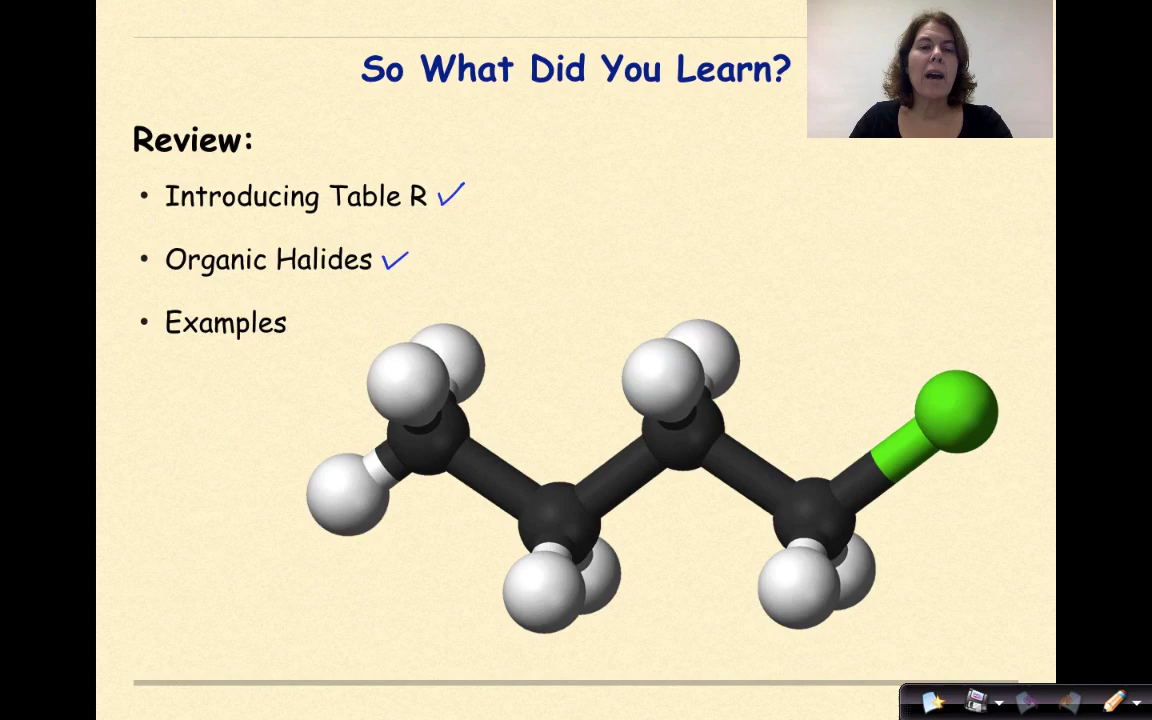 So What Did You Learn?
Review:
• Introducing Table R ✓
• Organic Halides ✓
• Examples